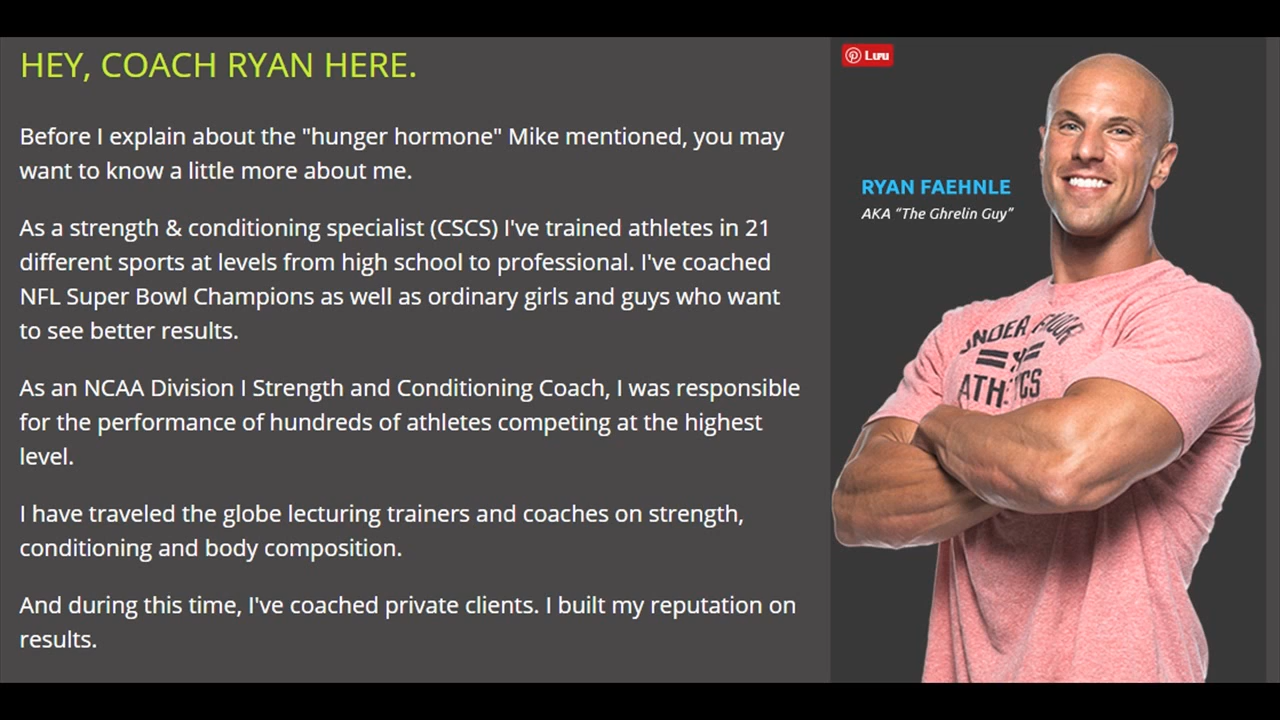 HEY, COACH RYAN HERE.
Before I explain about the "hunger hormone" Mike mentioned, you may
want to know a little more about me.
As a strength & conditioning specialist (CSCS) I've trained athletes in 21
different sports at levels from high school to professional. I've coached
NFL Super Bowl Champions as well as ordinary girls and guys who want
to see better results.
As an NCAA Division I Strength and Conditioning Coach, I was responsible
for the performance of hundreds of athletes competing at the highest
level.
I have traveled the globe lecturing trainers and coaches on strength,
conditioning and body composition.
And during this time, I've coached private clients. I built my reputation on
results.
Lưu
RYAN FAEHNLE
AKA “The Ghrelin Guy”
UNDER